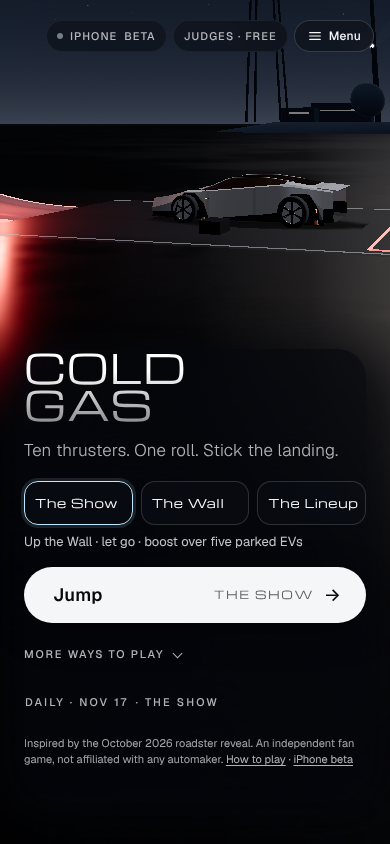 IPHONE BETA
JUDGES · FREE
Menu
COLD
GAS
Ten thrusters. One roll. Stick the landing.
The Show
The Wall
The Lineup
Up the Wall · let go · boost over five parked EVs
Jump
THE SHOW
MORE WAYS TO PLAY
DAILY · NOV 17 · THE SHOW
Inspired by the October 2026 roadster reveal. An independent fan
game, not affiliated with any automaker. How to play · iPhone beta